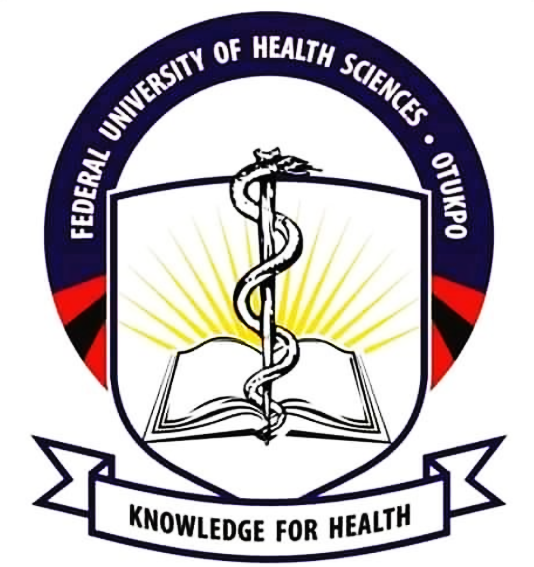 FEDERAL UNIVERSITY OF HEALTH SCIENCES • OTUKPO
KNOWLEDGE FOR HEALTH